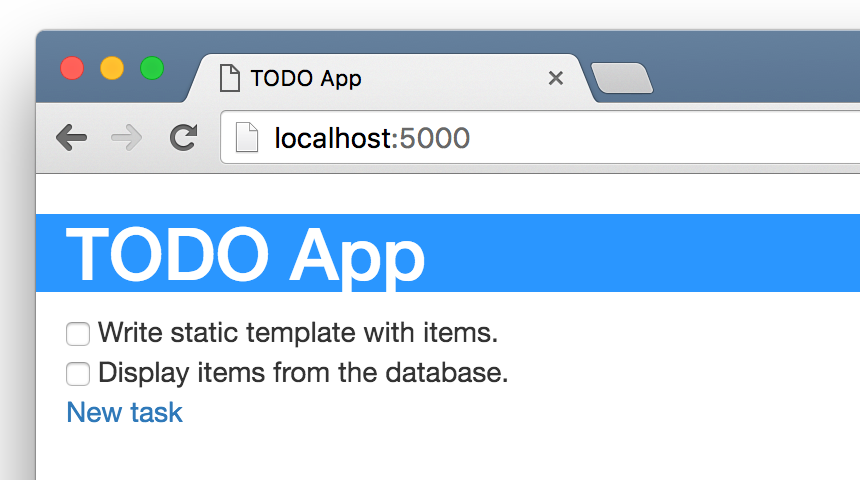 TODO App
localhost:5000
TODO App
Write static template with items.
Display items from the database.
New task